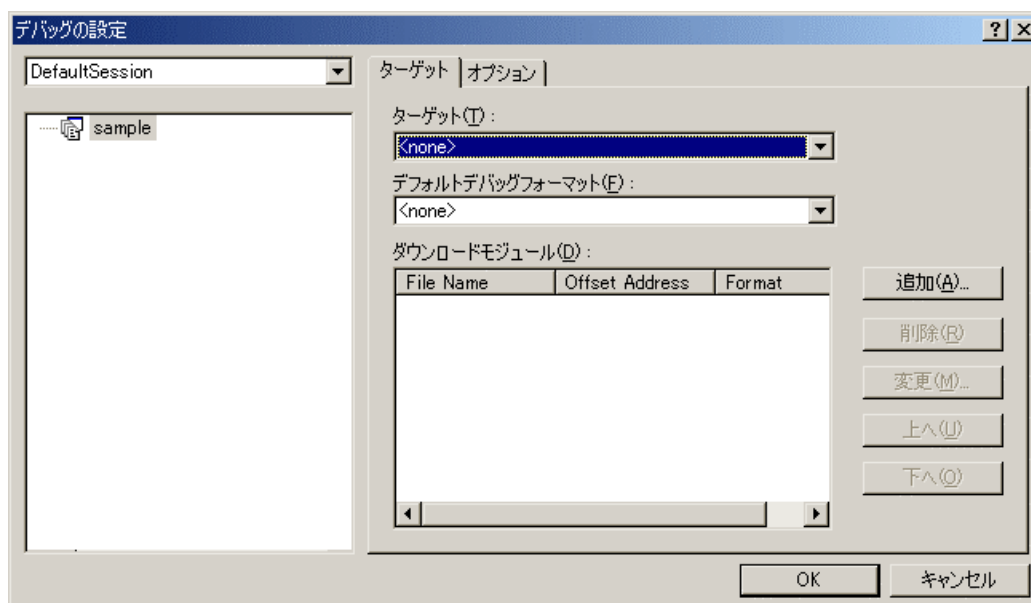 デバッグの設定
DefaultSession
sample
ターゲット オプション
ターゲット(T) :
<none>
デフォルトデバッグフォーマット(F) :
<none>
ダウンロードモジュール(D) :
File Name Offset Address Format
追加(A)...
削除(R)
変更(M)...
上へ(U)
下へ(O)
OK キャンセル